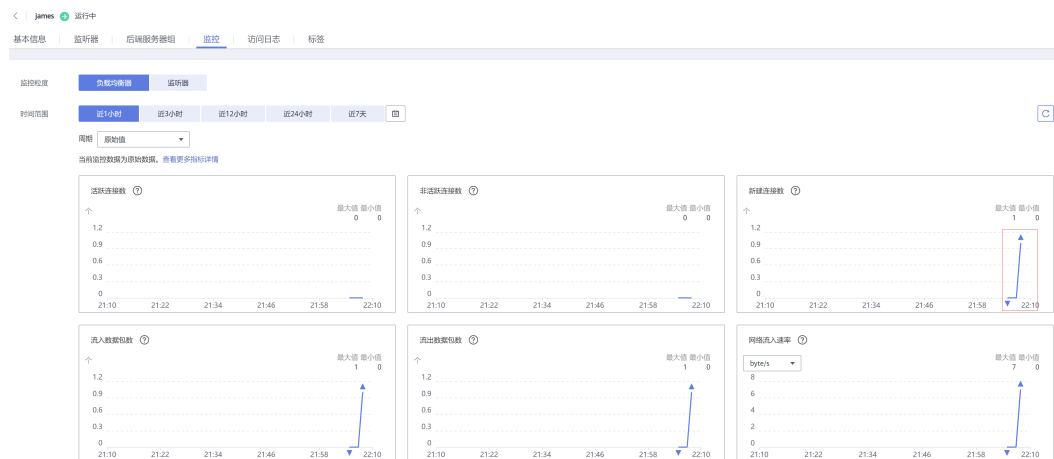 james 运行中
基本信息 监听器 后端服务器组 监控 访问日志 标签
监控粒度 负载均衡器 监听器
时间范围 近1小时 近3小时 近12小时 近24小时 近7天
周期 原始值
当前监控数据为原始数据。查看更多指标详情
活跃连接数 ?
个 最大值 最小值
0 0
1.2
0.9
0.6
0.3
0
21:10 21:22 21:34 21:46 21:58 22:10
非活跃连接数 ?
个 最大值 最小值
0 0
1.2
0.9
0.6
0.3
0
21:10 21:22 21:34 21:46 21:58 22:10
新建连接数 ?
个 最大值 最小值
1 0
1.2
0.9
0.6
0.3
0
21:10 21:22 21:34 21:46 21:58 22:10
流入数据包数 ?
个 最大值 最小值
1 0
1.2
0.9
0.6
0.3
0
21:10 21:22 21:34 21:46 21:58 22:10
流出数据包数 ?
个 最大值 最小值
1 0
1.2
0.9
0.6
0.3
0
21:10 21:22 21:34 21:46 21:58 22:10
网络流入速率 ?
byte/s 最大值 最小值
7 0
8
6
4
2
0
21:10 21:22 21:34 21:46 21:58 22:10